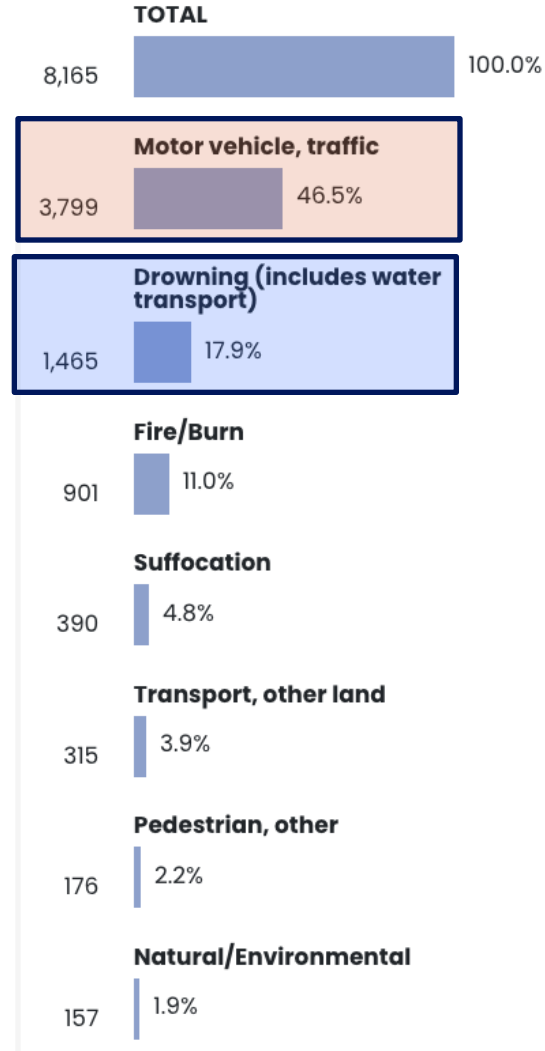 TOTAL
8,165 100.0%
Motor vehicle, traffic
3,799 46.5%
Drowning (includes water
transport)
1,465 17.9%
Fire/Burn
901 11.0%
Suffocation
390 4.8%
Transport, other land
315 3.9%
Pedestrian, other
176 2.2%
Natural/Environmental
157 1.9%